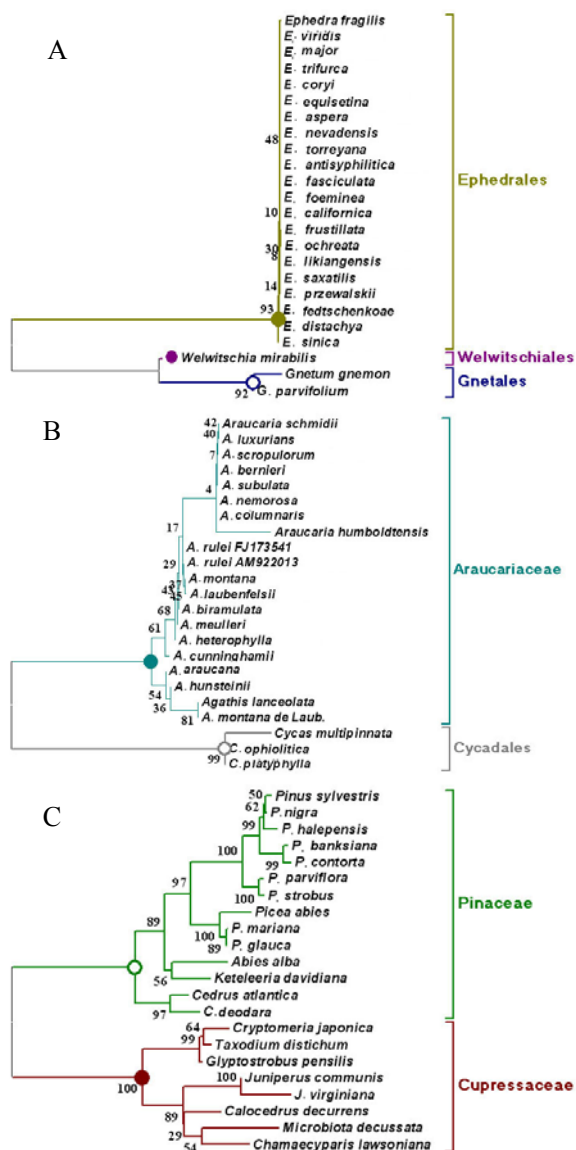 A
Ephedra fragilis
E. viridis
E. major
E. trifurca
E. coryi
E. equisetina
E. aspera
48
E. nevadensis
E. torreyana
E. antisyphilitica
E. fasciculata
Ephedrales
E. foeminea
10
E. californica
E. frustillata
30
E. ochreata
8
E. likiangensis
E. saxatilis
14
E. przewalskii
93
E. fedtschenkoae
E. distachya
E. sinica
Welwitschia mirabilis
Welwitschiales
Gnetum gnemon
Gnetales
92
G. parvifolium
B
42
Araucaria schmidii
40
A. luxurians
7
A. scropulorum
A. bernieri
4
A. subulata
A. nemorosa
A. columnaris
17
Araucaria humboldtensis
A. rulei FJ173541
29
A. rulei AM922013
Araucariaceae
37
A. montana
45
A. laubenfelsii
68
A. biramulata
61
A. meulleri
A. heterophylla
A. cunninghamii
A. araucana
54
A. hunsteinii
36
Agathis lanceolata
81
A. montana de Laub.
Cycas multipinnata
C. ophiolitica
Cycadales
99
C. platyphylla
C
50
Pinus sylvestris
62
P. nigra
99
P. halepensis
P. banksiana
100
99
P. contorta
97
P. parviflora
100
P. strobus
Pinaceae
Picea abies
89
100
P. mariana
89
P. glauca
Abies alba
56
Keteleeria davidiana
Cedrus atlantica
97
C. deodara
64
Cryptomeria japonica
99
Taxodium distichum
Glyptostrobus pensilis
100
100
Juniperus communis
J. virginiana
Cupressaceae
89
Calocedrus decurrens
29
Microbiota decussata
54
Chamaecyparis lawsoniana